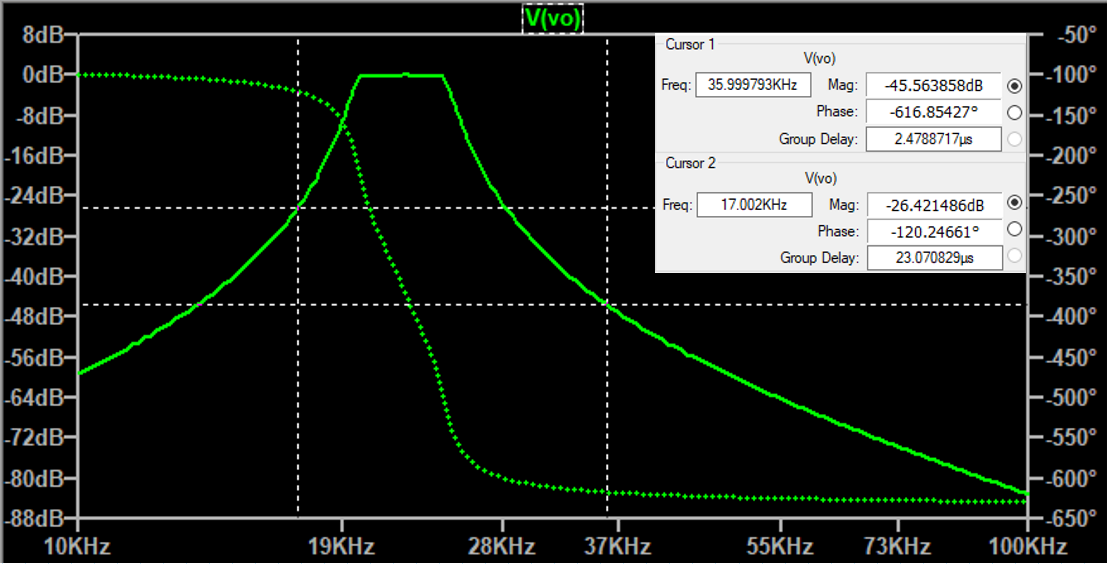 V(vo)
8dB
0dB
-8dB
-16dB
-24dB
-32dB
-40dB
-48dB
-56dB
-64dB
-72dB
-80dB
-88dB
Cursor 1
V(vo)
Freq: 35.999793KHz Mag: -45.563858dB
Phase: -616.85427°
Group Delay: 2.4788717µs
Cursor 2
V(vo)
Freq: 17.002KHz Mag: -26.421486dB
Phase: -120.24661°
Group Delay: 23.070829µs
-50°
-100°
-150°
-200°
-250°
-300°
-350°
-400°
-450°
-500°
-550°
-600°
-650°
10KHz 19KHz 28KHz 37KHz 55KHz 73KHz 100KHz